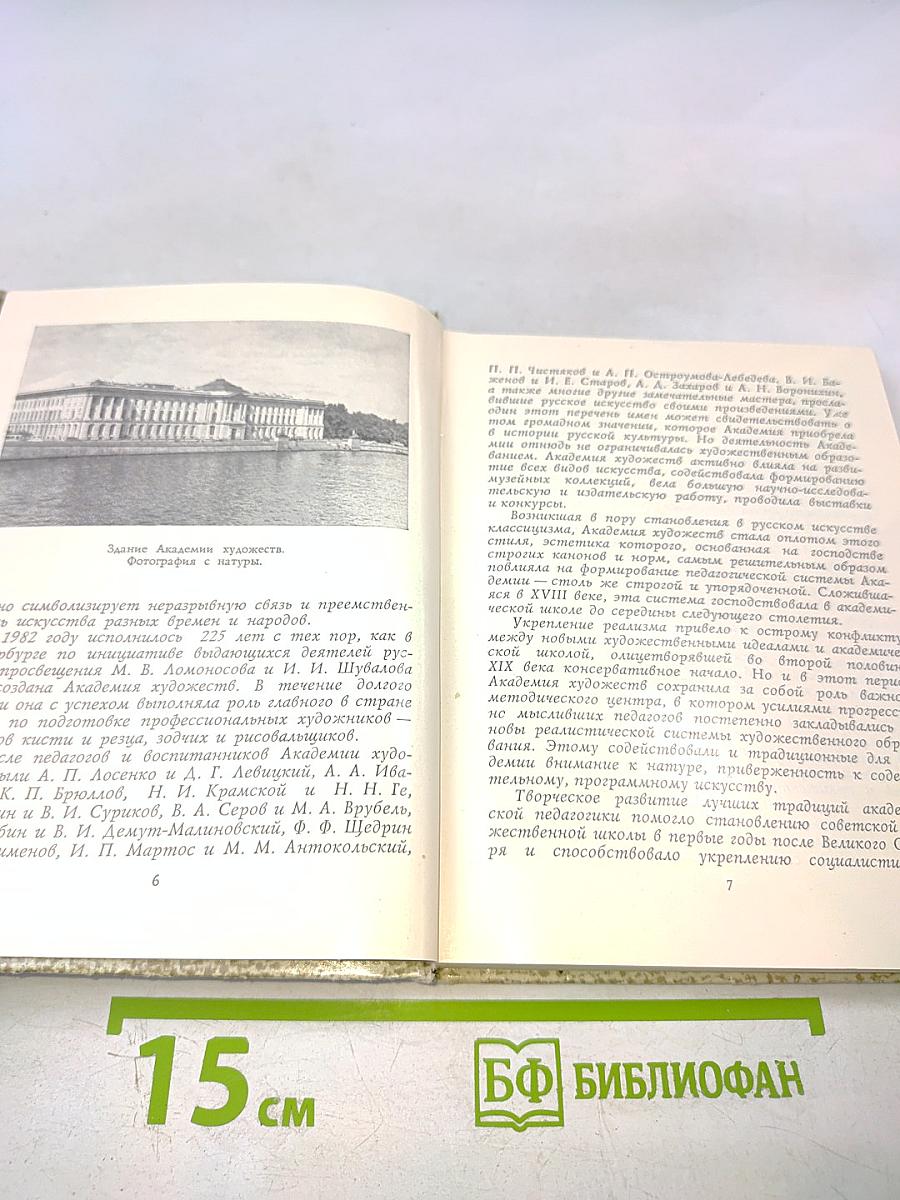 Здание Академии художеств.
Фотография с натуры.
но символизирует неразрывную связь и преемствен-
ь искусства разных времен и народов.
1982 году исполнилось 225 лет с тех пор, как в
рбурге по инициативе выдающихся деятелей рус-
просвещения М. В. Ломоносова и И. И. Шувалова
создана Академия художеств. В течение долгого
и она с успехом выполняла роль главного в стране
по подготовке профессиональных художников —
ов кисти и резца, зодчих и рисовальщиков.
сле педагогов и воспитанников Академии худо-
ыли А. П. Лосенко и Д. Г. Левицкий, А. А. Ива-
К. П. Брюллов, Н. И. Крамской и Н. Н. Ге,
ин и В. И. Суриков, В. А. Серов и М. А. Врубель,
бин и В. И. Демут-Малиновский, Ф. Ф. Щедрин
именов, И. П. Мартос и М. М. Антокольский,
6
П. П. Чистяков и А. П. Остроумова-Лебедева, В. И. Ба-
женов и И. Е. Старов, А. Д. Захаров и А. Н. Воронихин,
а также многие другие замечательные мастера, просла-
вившие русское искусство своими произведениями. Уже
один этот перечень имен может свидетельствовать о
том громадном значении, которое Академия приобрела
в истории русской культуры. Но деятельность Акаде-
мии отнюдь не ограничивалась художественным образо-
ванием. Академия художеств активно влияла на разви-
тие всех видов искусства, содействовала формированию
музейных коллекций, вела большую научно-исследова-
тельскую и издательскую работу, проводила выставки
и конкурсы.
Возникшая в пору становления в русском искусстве
классицизма, Академия художеств стала оплотом этого
стиля, эстетика которого, основанная на господстве
строгих канонов и норм, самым решительным образом
повлияла на формирование педагогической системы Ака-
демии — столь же строгой и упорядоченной. Сложивша-
яся в XVIII веке, эта система господствовала в академи-
ческой школе до середины следующего столетия.
Укрепление реализма привело к острому конфликту
между новыми художественными идеалами и академиче-
ской школой, олицетворявшей во второй половин
XIX века консервативное начало. Но и в этот пери
Академия художеств сохранила за собой роль важно
методического центра, в котором усилиями прогресс
но мысливших педагогов постепенно закладывались
новы реалистической системы художественного обр
вания. Этому содействовали и традиционные для
демии внимание к натуре, приверженность к соде
тельному, программному искусству.
Творческое развитие лучших традиций акаде
ской педагогики помогло становлению советской
жественной школы в первые годы после Великого О
ря и способствовало укреплению социалисти
7
15 см
БФ БИБЛИОФАН